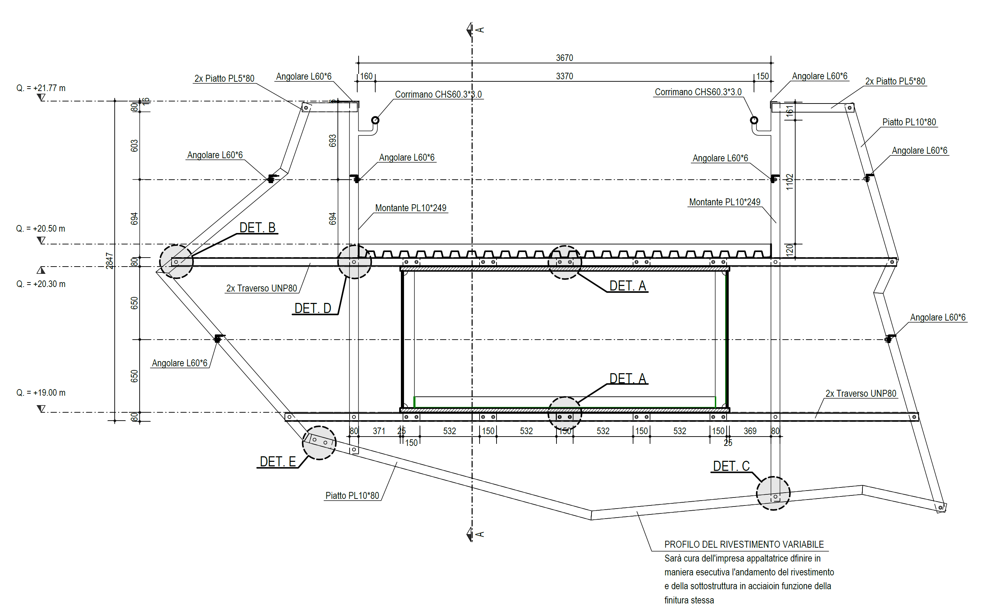 A
3670
160
3370
150
2x Piatto PL5*80
Angolare L60*6
Angolare L60*6
2x Piatto PL5*80
Q. = +21.77 m
Corrimano CHS60.3*3.0
Corrimano CHS60.3*3.0
16
80
161
Piatto PL10*80
603
693
Angolare L60*6
Angolare L60*6
Angolare L60*6
Angolare L60*6
1102
Montante PL10*249
Montante PL10*249
694
694
DET. B
Q. = +20.50 m
120
2847
80
Q. = +20.30 m
2x Traverso UNP80
DET. A
DET. D
650
Angolare L60*6
Angolare L60*6
650
DET. A
Q. = +19.00 m
2x Traverso UNP80
80
80
371
25
150
532
150
532
150
532
150
532
150
25
369
80
DET. E
DET. C
Piatto PL10*80
A
PROFILO DEL RIVESTIMENTO VARIABILE
Sarà cura dell'impresa appaltatrice dfinire in
maniera esecutiva l'andamento del rivestimento
e della sottostruttura in acciaioin funzione della
finitura stessa